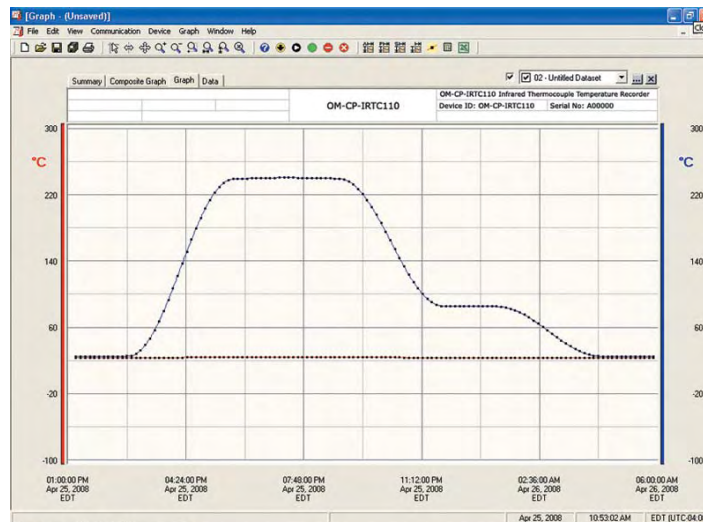 [Graph - (Unsaved)]
File Edit View Communication Device Graph Window Help
Summary Composite Graph Graph Data
02 - Untitled Dataset
OM-CP-IRTC110
OM-CP-IRTC110 Infrared Thermocouple Temperature Recorder
Device ID: OM-CP-IRTC110 Serial No: A00000
300 300
°C °C
220 220
140 140
60 60
-20 -20
-100 -100
01:00:00 PM 04:24:00 PM 07:48:00 PM 11:12:00 PM 02:36:00 AM 06:00:00 AM
Apr 25, 2008 Apr 25, 2008 Apr 25, 2008 Apr 25, 2008 Apr 26, 2008 Apr 26, 2008
EDT EDT EDT EDT EDT EDT
Apr 25, 2008 10:53:02 AM EDT (UTC-04:0